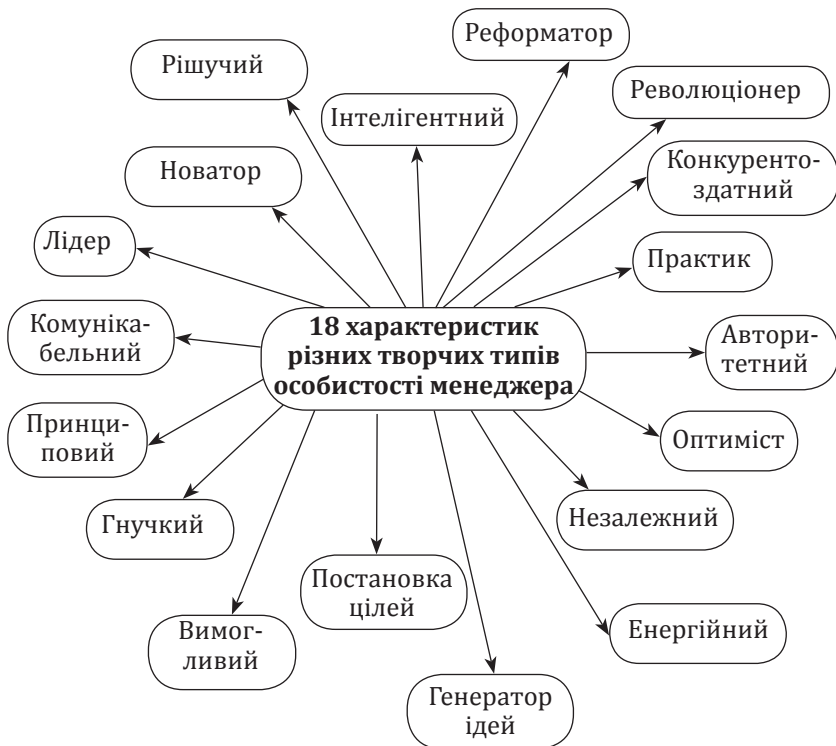 Реформатор
Рішучий
Революціонер
Інтелігентний
Конкуренто-
здатний
Новатор
Лідер
Практик
18 характеристик
різних творчих типів
особистості менеджера
Комуніка-
бельний
Автори-
тетний
Принци-
повий
Оптиміст
Гнучкий
Незалежний
Постановка
цілей
Вимог-
ливий
Енергійний
Генератор
ідей